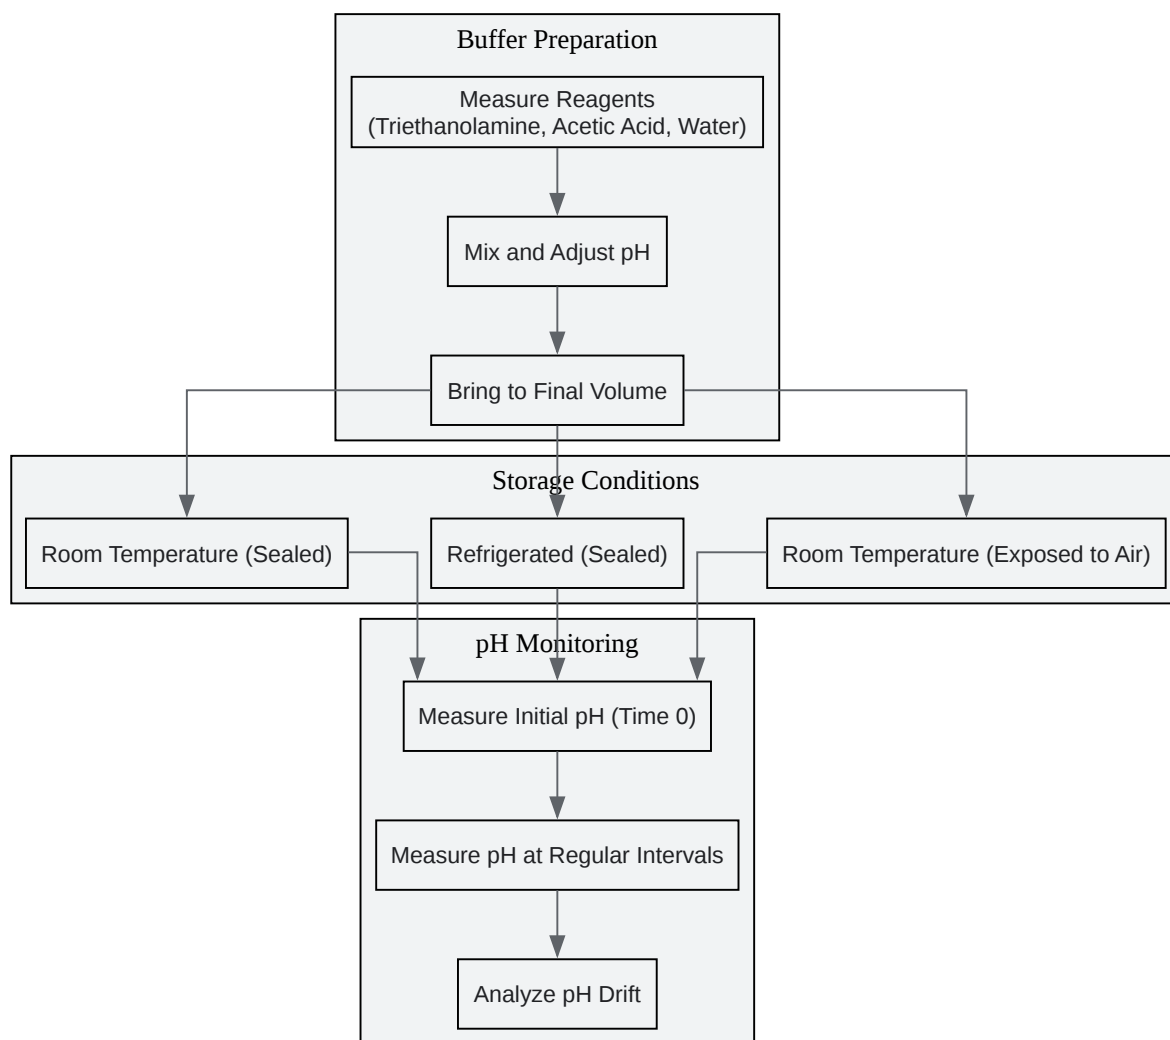 Buffer Preparation
Measure Reagents
(Triethanolamine, Acetic Acid, Water)
Mix and Adjust pH
Bring to Final Volume
Storage Conditions
Room Temperature (Sealed)
Refrigerated (Sealed)
Room Temperature (Exposed to Air)
pH Monitoring
Measure Initial pH (Time 0)
Measure pH at Regular Intervals
Analyze pH Drift